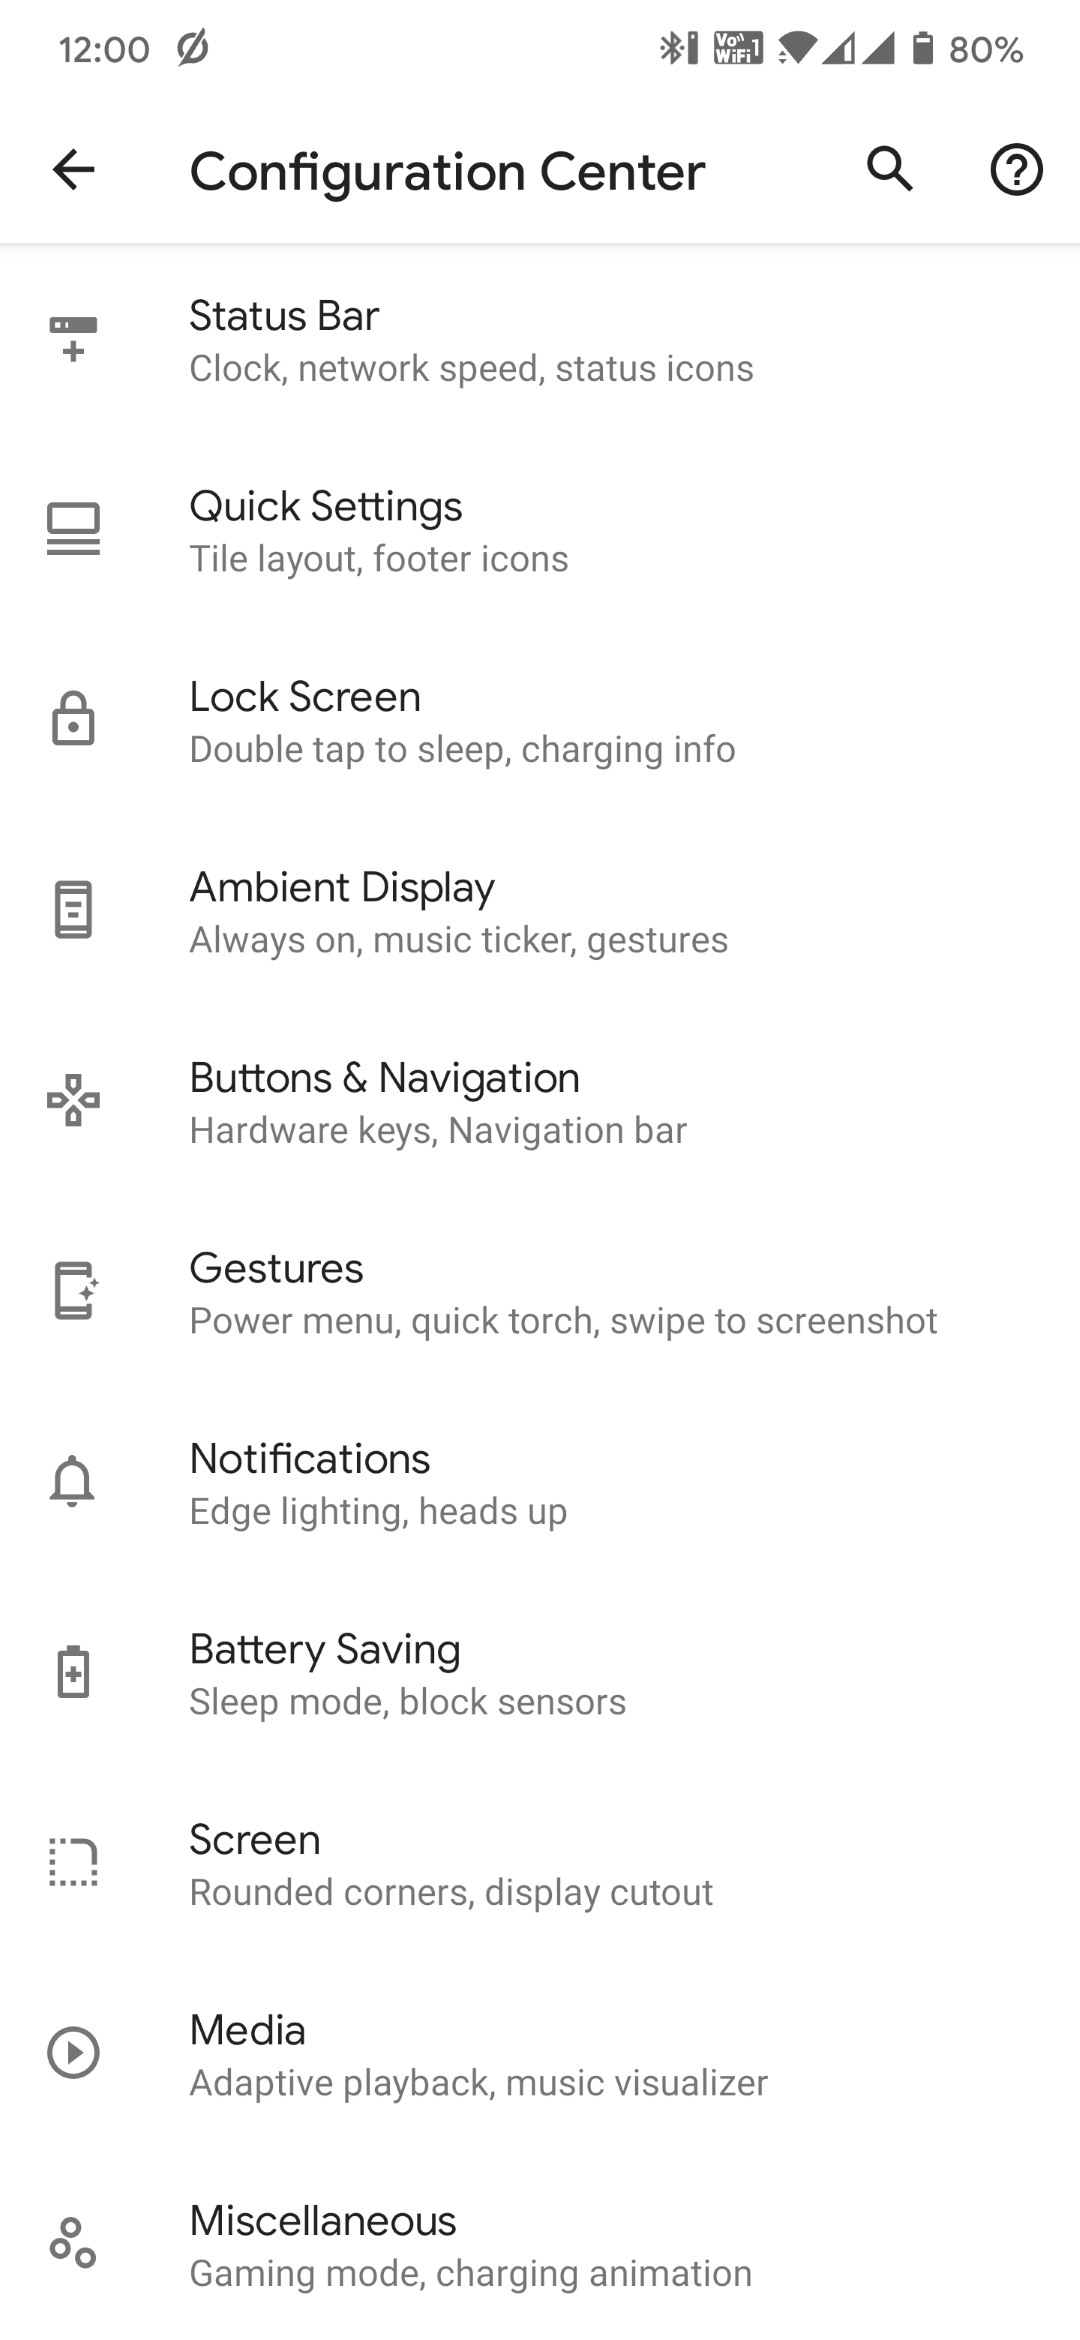 12:00
Vo WiFi 1
80%
Configuration Center
Status Bar
Clock, network speed, status icons
Quick Settings
Tile layout, footer icons
Lock Screen
Double tap to sleep, charging info
Ambient Display
Always on, music ticker, gestures
Buttons & Navigation
Hardware keys, Navigation bar
Gestures
Power menu, quick torch, swipe to screenshot
Notifications
Edge lighting, heads up
Battery Saving
Sleep mode, block sensors
Screen
Rounded corners, display cutout
Media
Adaptive playback, music visualizer
Miscellaneous
Gaming mode, charging animation